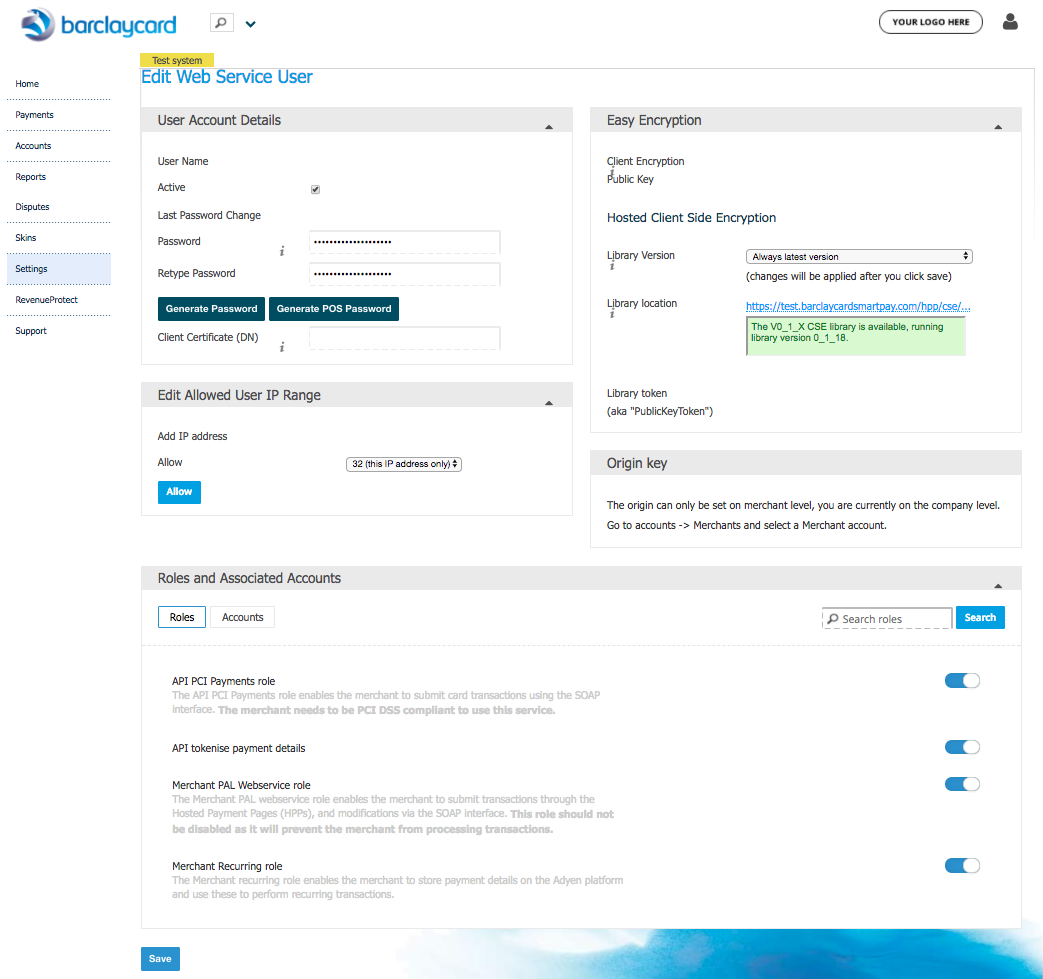 barclaycard
YOUR LOGO HERE
Test system
Edit Web Service User
Home
Payments
Accounts
Reports
Disputes
Skins
Settings
RevenueProtect
Support
User Account Details
User Name
Active
Last Password Change
Password
i
••••••••••••••••••••
Retype Password
••••••••••••••••••••
Generate Password
Generate POS Password
Client Certificate (DN)
i
Edit Allowed User IP Range
Add IP address
Allow
32 (this IP address only)
Allow
Easy Encryption
Client Encryption
i
Public Key
Hosted Client Side Encryption
Library Version
i
Always latest version
(changes will be applied after you click save)
Library location
i
https://test.barclaycardsmartpay.com/hpp/cse/...
The V0_1_X CSE library is available, running
library version 0_1_18.
Library token
(aka "PublicKeyToken")
Origin key
The origin can only be set on merchant level, you are currently on the company level.
Go to accounts -> Merchants and select a Merchant account.
Roles and Associated Accounts
Roles
Accounts
Search roles
Search
API PCI Payments role
The API PCI Payments role enables the merchant to submit card transactions using the SOAP
interface. The merchant needs to be PCI DSS compliant to use this service.
API tokenise payment details
Merchant PAL Webservice role
The Merchant PAL webservice role enables the merchant to submit transactions through the
Hosted Payment Pages (HPPs), and modifications via the SOAP interface. This role should not
be disabled as it will prevent the merchant from processing transactions.
Merchant Recurring role
The Merchant recurring role enables the merchant to store payment details on the Adyen platform
and use these to perform recurring transactions.
Save